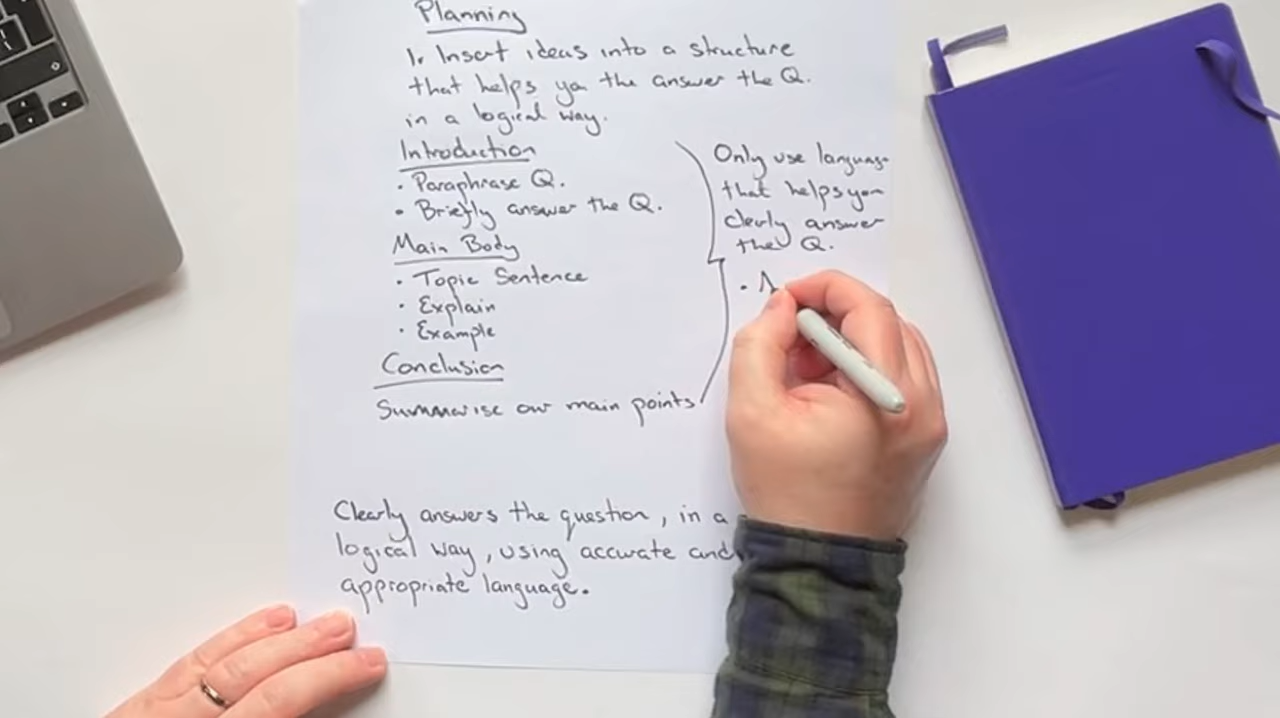 Planning
1. Insert ideas into a structure
that helps you the answer the Q.
in a logical way.
Introduction
• Paraphrase Q.
• Briefly answer the Q.
Main Body
• Topic Sentence
• Explain
• Example
Conclusion
Summarise our main points
Only use language
that helps you
clearly answer
the Q.
Clearly answers the question, in a
logical way, using accurate and
appropriate language.